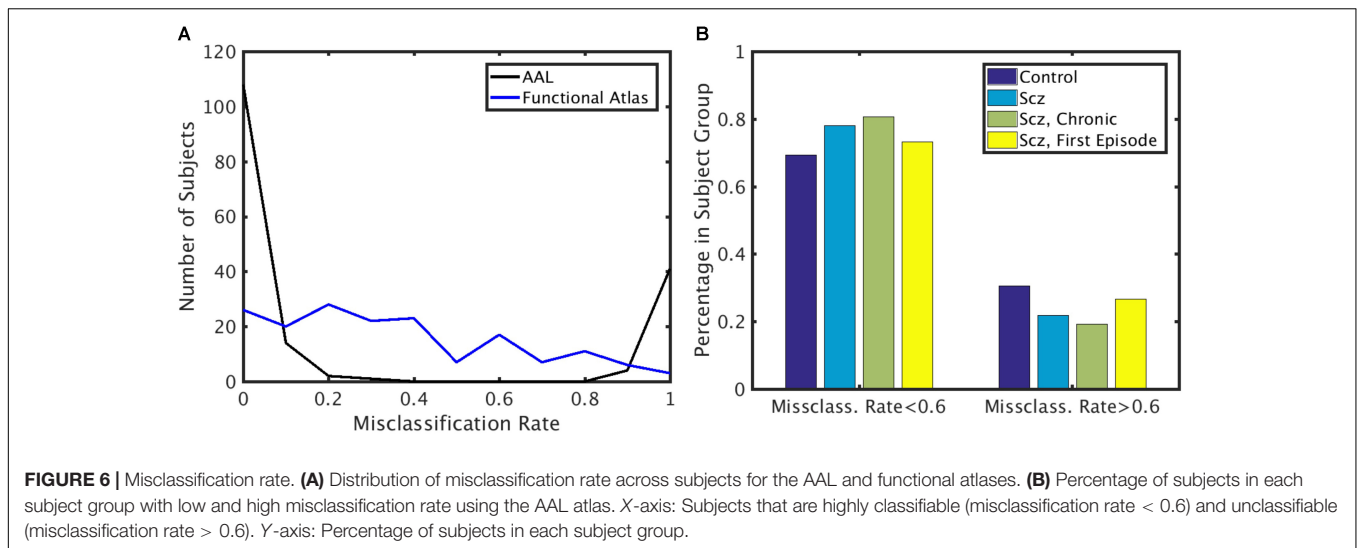 A
120
100
80
60
40
20
0
Number of Subjects
AAL
Functional Atlas
0 0.2 0.4 0.6 0.8 1
Misclassification Rate
B
1
0.8
0.6
0.4
0.2
0
Percentage in Subject Group
Control
Scz
Scz, Chronic
Scz, First Episode
Missclass. Rate<0.6 Missclass. Rate>0.6
FIGURE 6 | Misclassification rate. (A) Distribution of misclassification rate across subjects for the AAL and functional atlases. (B) Percentage of subjects in each
subject group with low and high misclassification rate using the AAL atlas. X-axis: Subjects that are highly classifiable (misclassification rate < 0.6) and unclassifiable
(misclassification rate > 0.6). Y-axis: Percentage of subjects in each subject group.